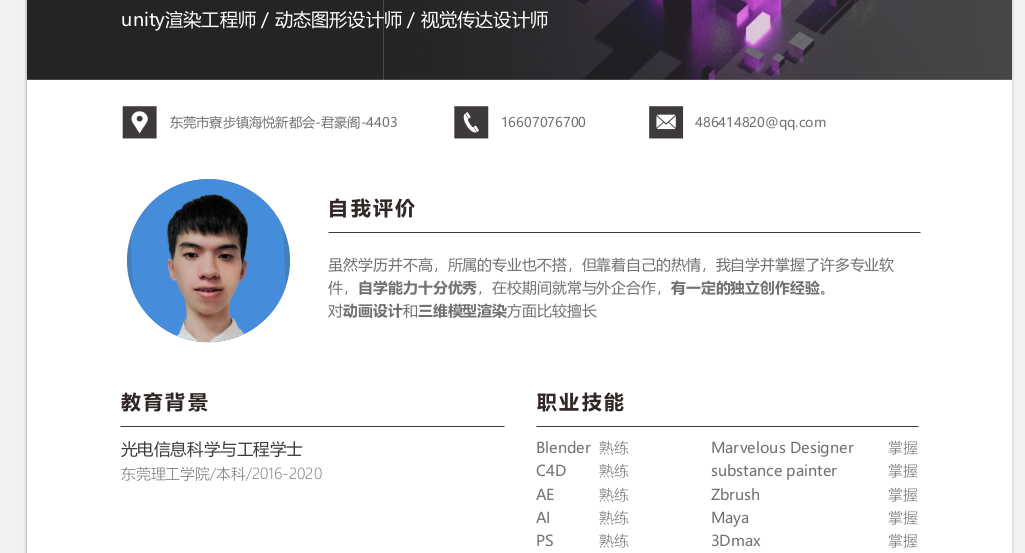 unity渲染工程师 / 动态图形设计师 / 视觉传达设计师
东莞市寮步镇海悦新都会-君豪阁-4403
16607076700
486414820@qq.com
自我评价
虽然学历并不高，所属的专业也不搭，但靠着自己的热情，我自学并掌握了许多专业软
件，自学能力十分优秀，在校期间就常与外企合作，有一定的独立创作经验。
对动画设计和三维模型渲染方面比较擅长
教育背景
光电信息科学与工程学士
东莞理工学院/本科/2016-2020
职业技能
Blender 熟练 Marvelous Designer 掌握
C4D 熟练 substance painter 掌握
AE 熟练 Zbrush 掌握
AI 熟练 Maya 掌握
PS 熟练 3Dmax 掌握